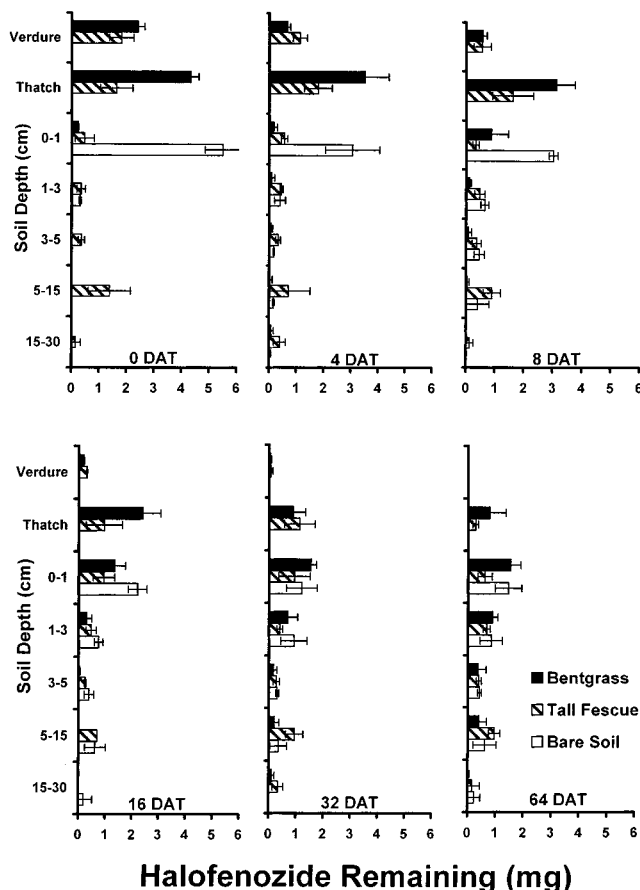 Soil Depth (cm)
Verdure
Thatch
0-1
1-3
3-5
5-15
15-30
0 DAT
4 DAT
8 DAT
0 1 2 3 4 5 6
0 1 2 3 4 5 6
0 1 2 3 4 5 6
Soil Depth (cm)
Verdure
Thatch
0-1
1-3
3-5
5-15
15-30
Bentgrass
Tall Fescue
Bare Soil
16 DAT
32 DAT
64 DAT
0 1 2 3 4 5 6
0 1 2 3 4 5 6
0 1 2 3 4 5 6
Halofenozide Remaining (mg)